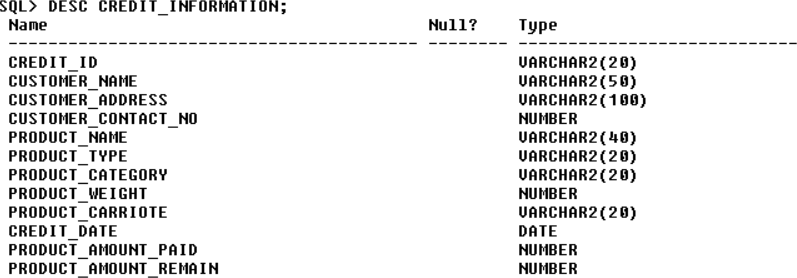 SQL> DESC CREDIT_INFORMATION;
Name Null? Type
----------------------------------------- -------- ----------------------------
CREDIT_ID VARCHAR2(20)
CUSTOMER_NAME VARCHAR2(50)
CUSTOMER_ADDRESS VARCHAR2(100)
CUSTOMER_CONTACT_NO NUMBER
PRODUCT_NAME VARCHAR2(40)
PRODUCT_TYPE VARCHAR2(20)
PRODUCT_CATEGORY VARCHAR2(20)
PRODUCT_WEIGHT NUMBER
PRODUCT_CARRIOTE VARCHAR2(20)
CREDIT_DATE DATE
PRODUCT_AMOUNT_PAID NUMBER
PRODUCT_AMOUNT_REMAIN NUMBER